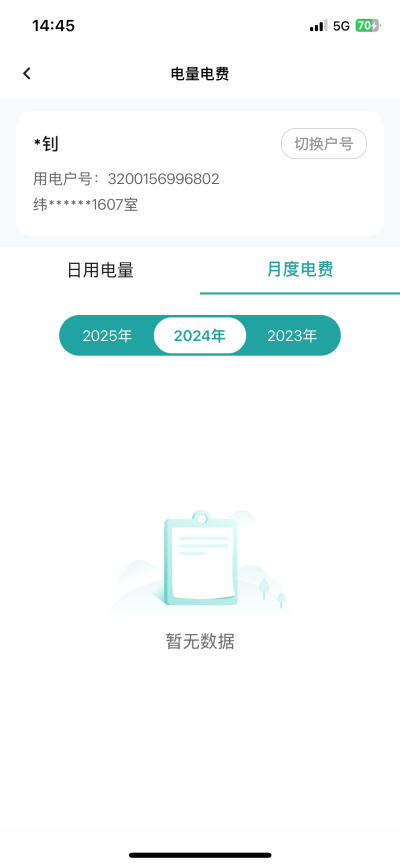 14:45
5G
70
电量电费
*钊
切换户号
用电户号：3200156996802
纬******1607室
日用电量
月度电费
2025年
2024年
2023年
暂无数据